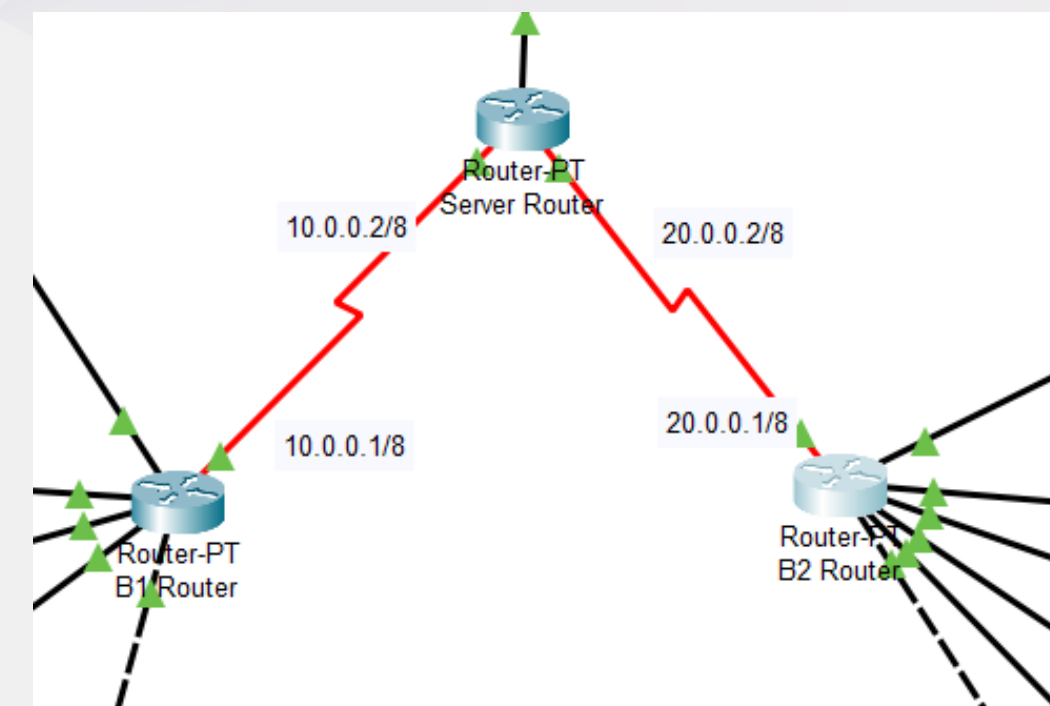 Router-PT
Server Router
10.0.0.2/8
20.0.0.2/8
10.0.0.1/8
20.0.0.1/8
Router-PT
B1 Router
Router-PT
B2 Router